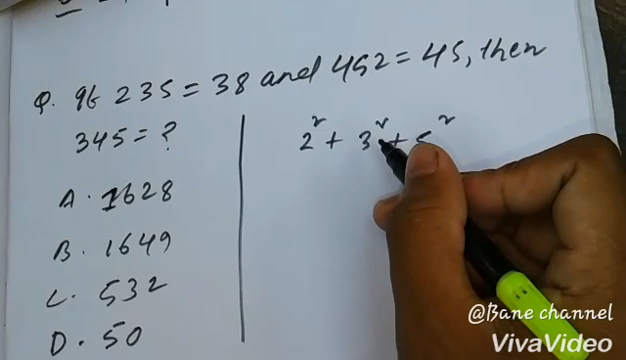 Q. If 235 = 38 and 452 = 45, then
345 = ?
A. 1628
B. 1649
C. 532
D. 50
2² + 3² + 5²
@Bane channel
VivaVideo